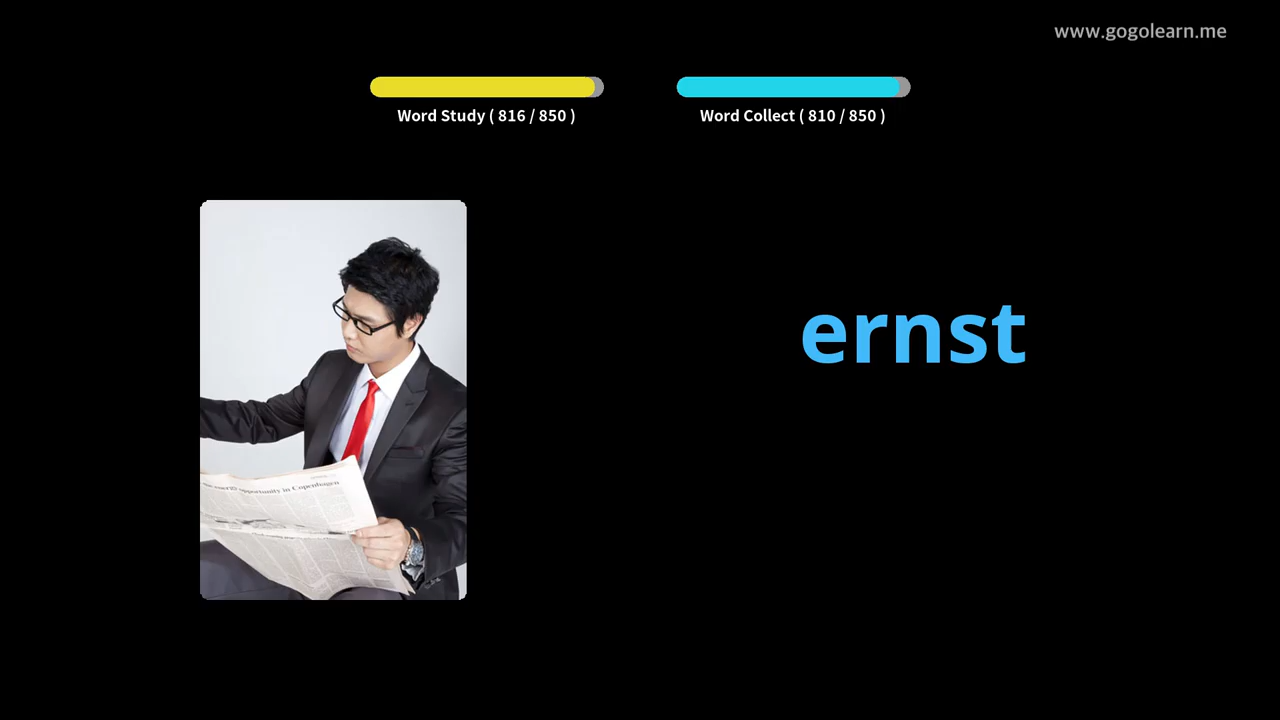 www.gogolearn.me
Word Study ( 816 / 850 )
Word Collect ( 810 / 850 )
ernst
opportunity in Copenhagen